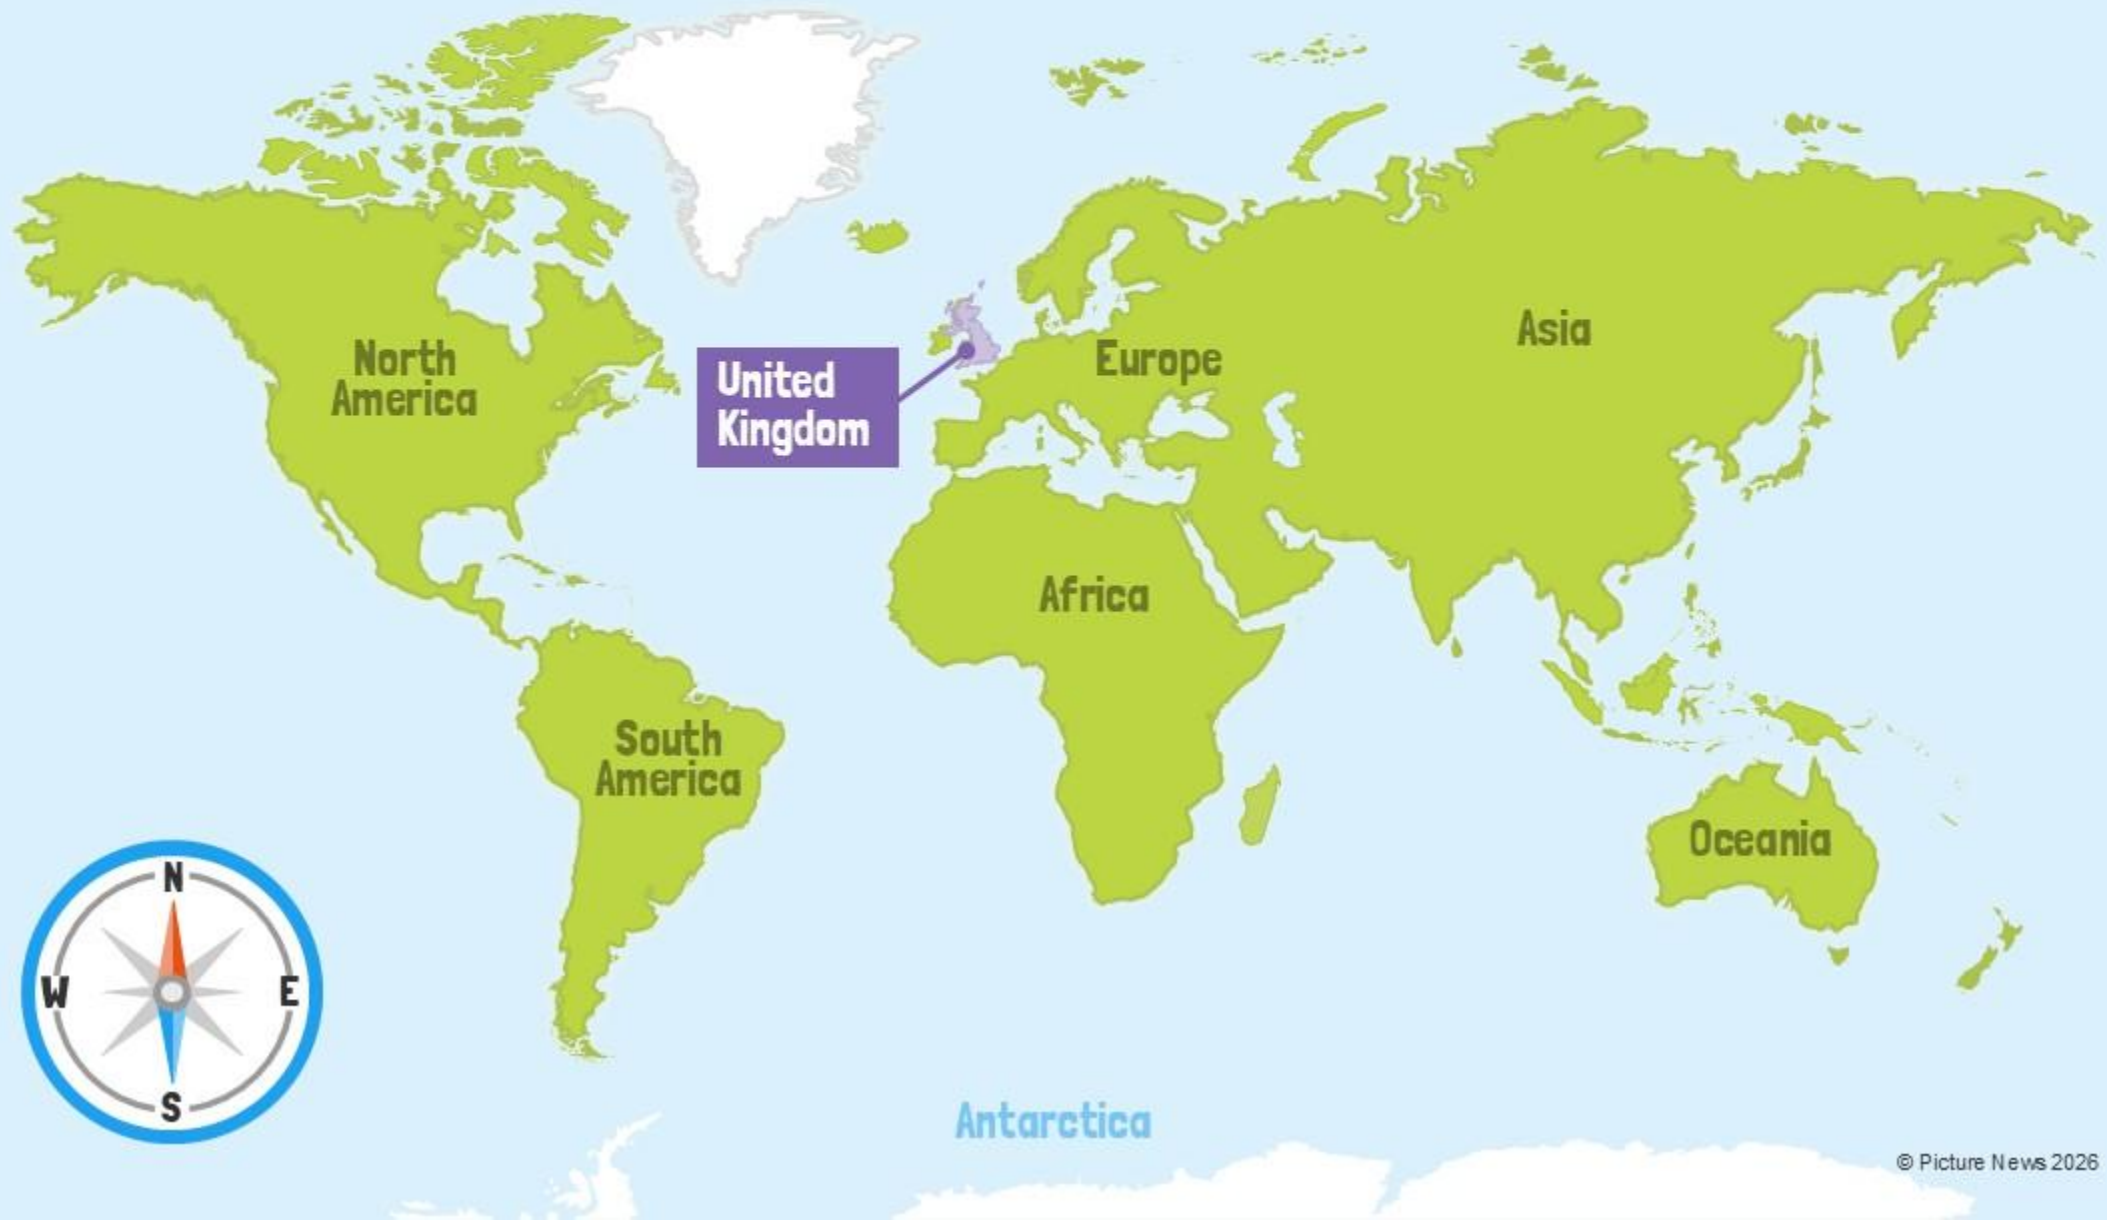 North
America
United
Kingdom
Europe
Asia
Africa
South
America
Oceania
N
W
E
S
Antarctica
© Picture News 2026